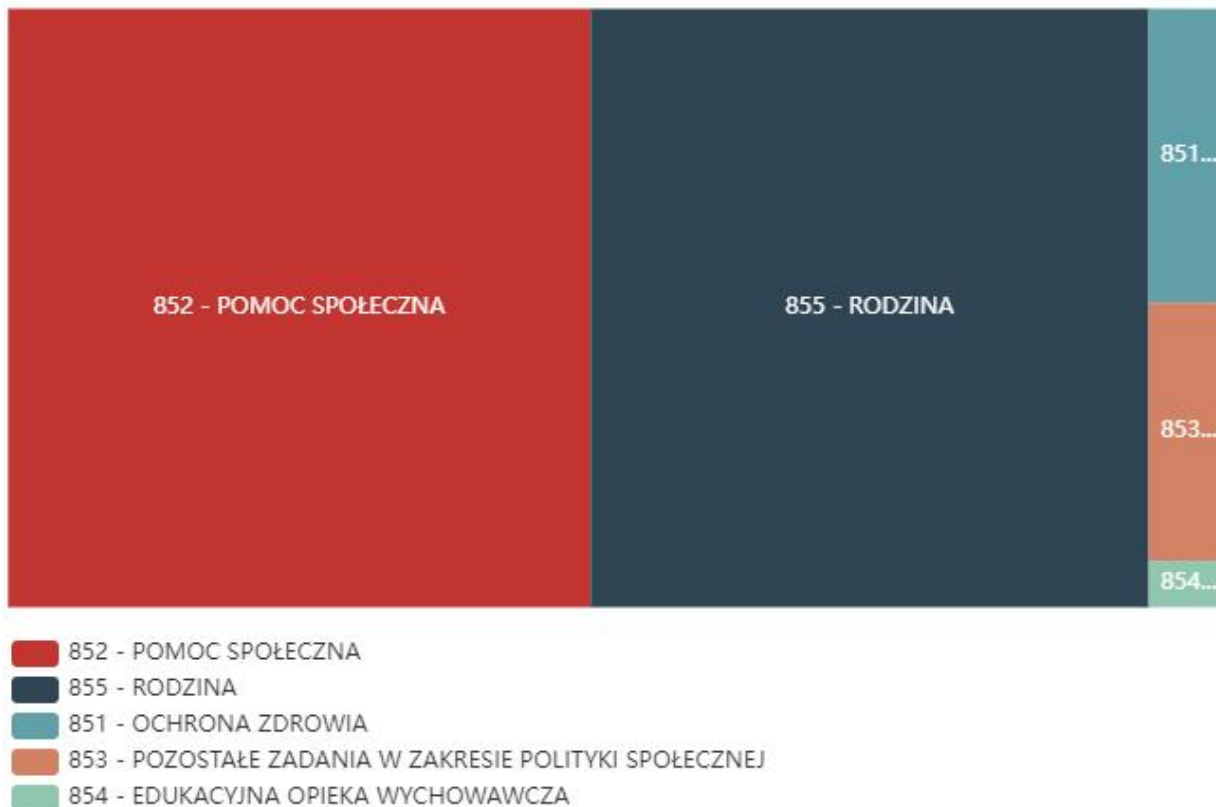 852 - POMOC SPOŁECZNA
855 - RODZINA
851...
853...
854...
852 - POMOC SPOŁECZNA
855 - RODZINA
851 - OCHRONA ZDROWIA
853 - POZOSTAŁE ZADANIA W ZAKRESIE POLITYKI SPOŁECZNEJ
854 - EDUKACYJNA OPIEKA WYCHOWAWCZA